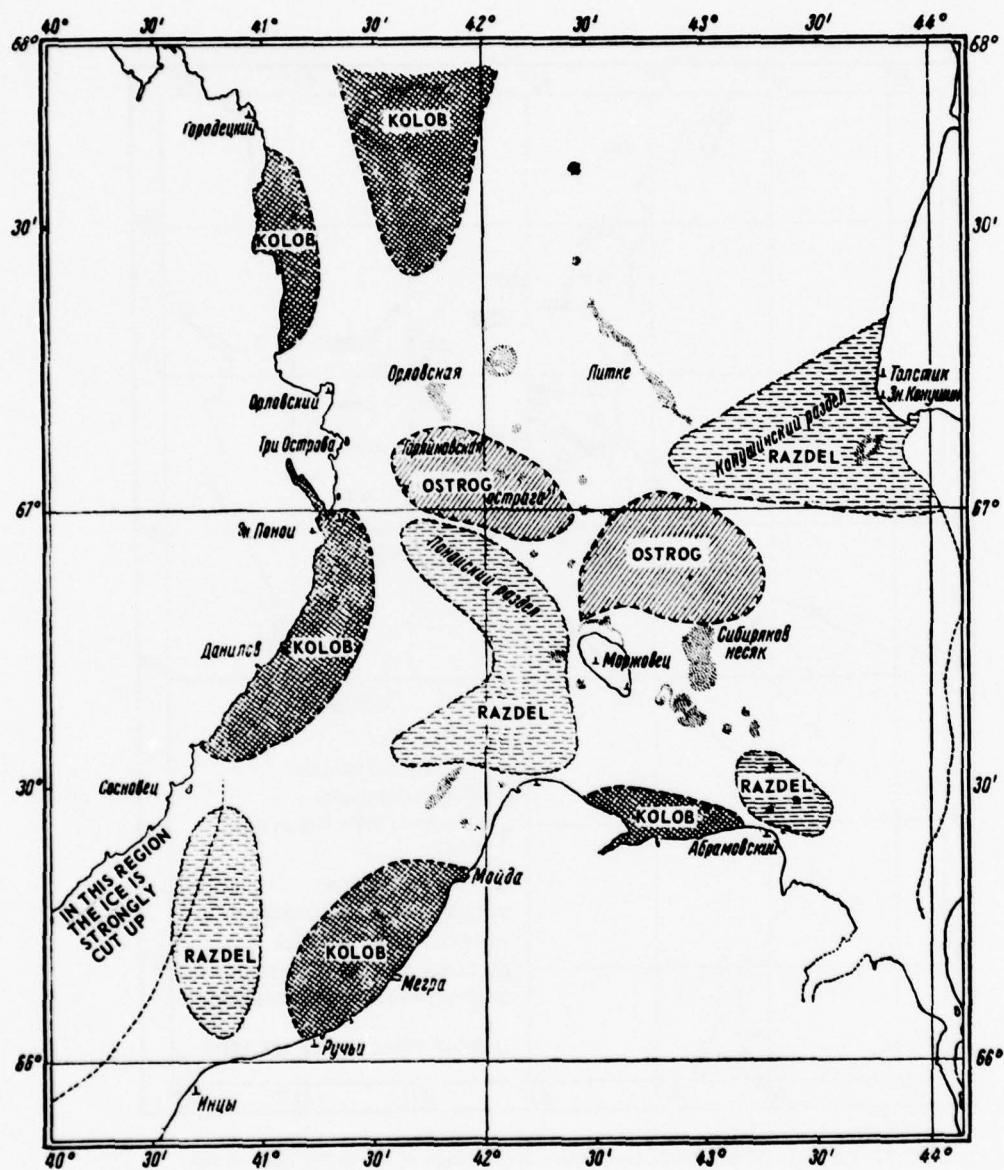 40° 30' 41° 30' 42° 30' 43° 30' 44°
68° 68°
KOLOB
Городецкий
30' 30'
KOLOB
Орловская
Литке
Толстик
Зн. Конушин
Орловский
Конушинский раздел
RAZDEL
Три Острова
OSTROG
67° 67°
Зн. Поной
Понойский раздел
OSTROG
Данилов
KOLOB
Моржовец
Сибиряков
несяк
RAZDEL
30' 30'
Сосновец
RAZDEL
KOLOB
Абрамовский
IN THIS REGION
THE ICE IS
STRONGLY
CUT UP
Мойда
RAZDEL
KOLOB
Мегра
Ручьи
66° 66°
Инцы
40° 30' 41° 30' 42° 30' 43° 30' 44°